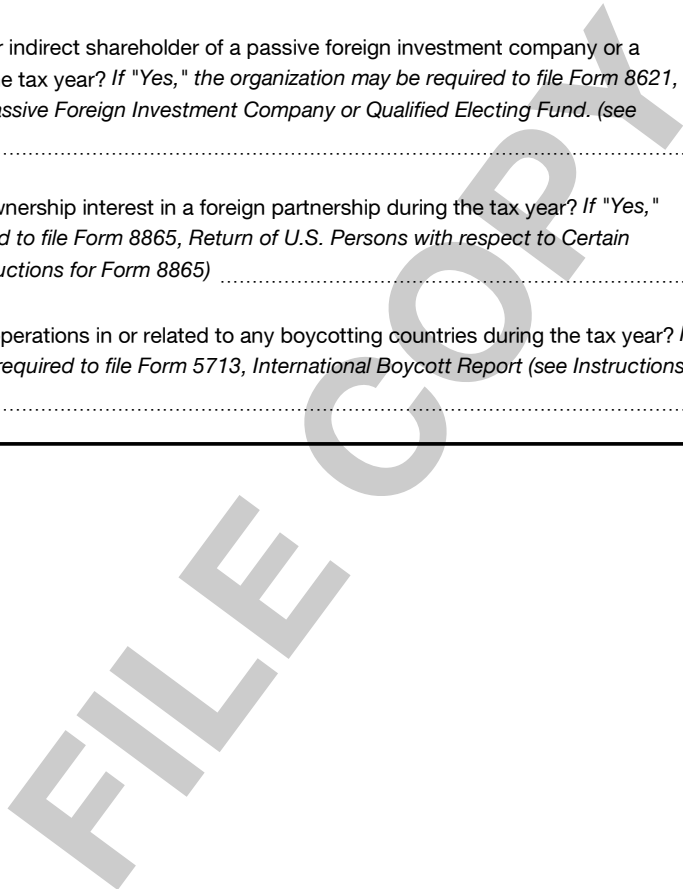 r indirect shareholder of a passive foreign investment company or a
e tax year? If "Yes," the organization may be required to file Form 8621,
assive Foreign Investment Company or Qualified Electing Fund. (see
wnership interest in a foreign partnership during the tax year? If "Yes,"
d to file Form 8865, Return of U.S. Persons with respect to Certain
uctions for Form 8865)
perations in or related to any boycotting countries during the tax year?
required to file Form 5713, International Boycott Report (see Instructions
FILE COPY